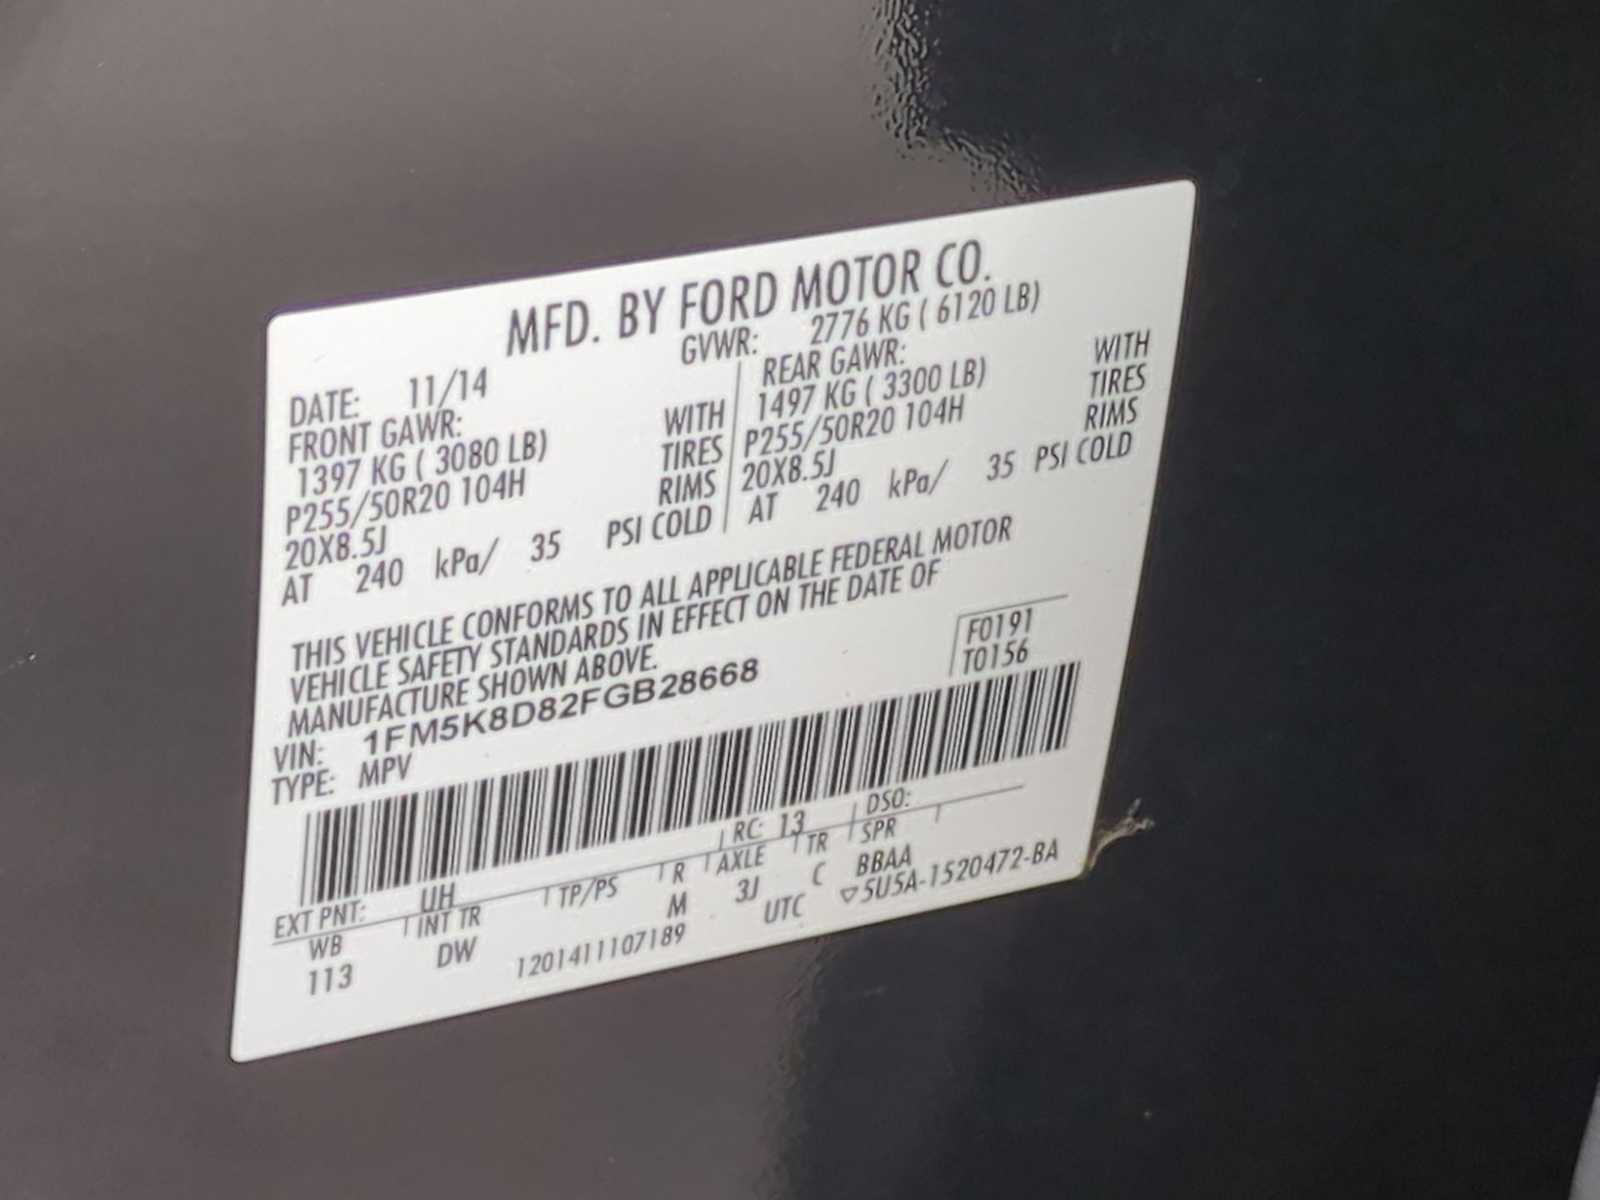 MFD. BY FORD MOTOR CO.
DATE: 11/14
GVWR: 2776 KG ( 6120 LB)
FRONT GAWR:
1397 KG ( 3080 LB) WITH
P255/50R20 104H TIRES
20X8.5J RIMS
AT 240 kPa/ 35 PSI COLD
REAR GAWR:
1497 KG ( 3300 LB) WITH
P255/50R20 104H TIRES
20X8.5J RIMS
AT 240 kPa/ 35 PSI COLD
THIS VEHICLE CONFORMS TO ALL APPLICABLE FEDERAL MOTOR
VEHICLE SAFETY STANDARDS IN EFFECT ON THE DATE OF
MANUFACTURE SHOWN ABOVE.
F0191
T0156
VIN: 1FM5K8D82FGB28668
TYPE: MPV
EXT PNT: UH RC: 13 DSO:
WB INT TR TP/PS R AXLE TR SPR
113 DW M 3J C BBAA
1201411107189 UTC ▽5U5A-1520472-BA